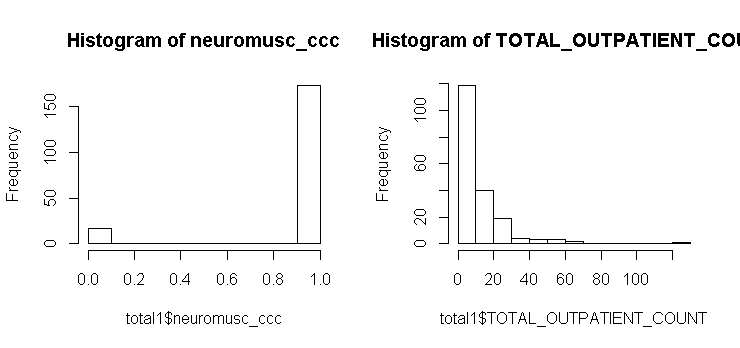 Histogram of neuromusc_ccc
Frequency
0
50
100
150
0.0 0.2 0.4 0.6 0.8 1.0
total1$neuromusc_ccc
Histogram of TOTAL_OUTPATIENT_COU
Frequency
0
20
60
100
0 20 40 60 80 100
total1$TOTAL_OUTPATIENT_COUNT